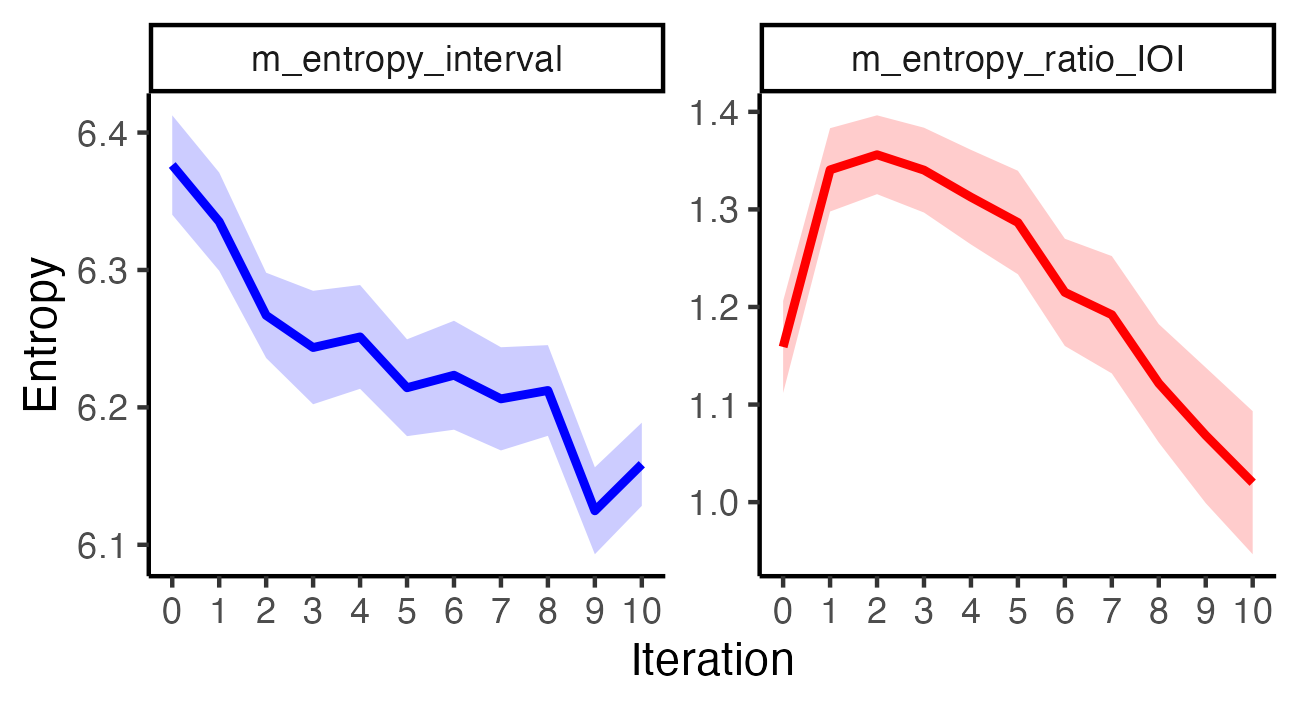 m_entropy_interval
m_entropy_ratio_IOI
Entropy
6.4
6.3
6.2
6.1
1.4
1.3
1.2
1.1
1.0
0 1 2 3 4 5 6 7 8 9 10
0 1 2 3 4 5 6 7 8 9 10
Iteration